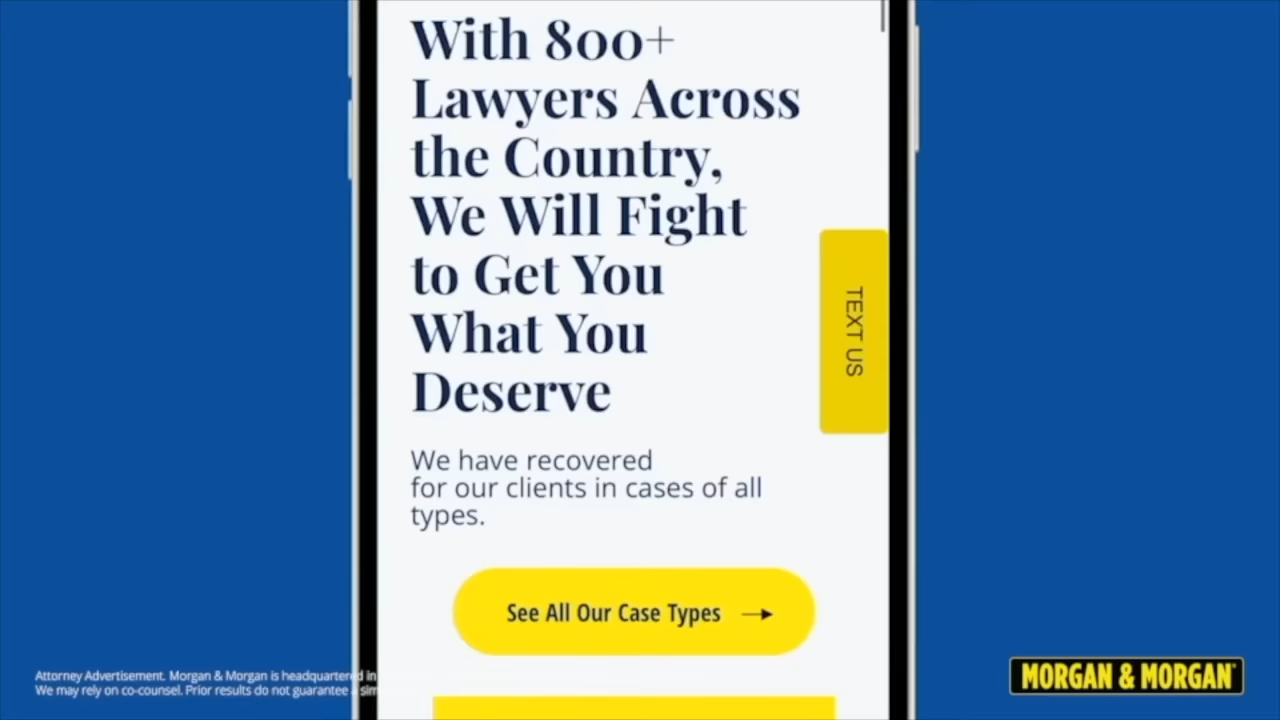 With 800+
Lawyers Across
the Country,
We Will Fight
to Get You
What You
Deserve
TEXT US
We have recovered
for our clients in cases of all
types.
See All Our Case Types
Attorney Advertisement. Morgan & Morgan is headquartered in
We may rely on co-counsel. Prior results do not guarantee a sim
MORGAN & MORGAN